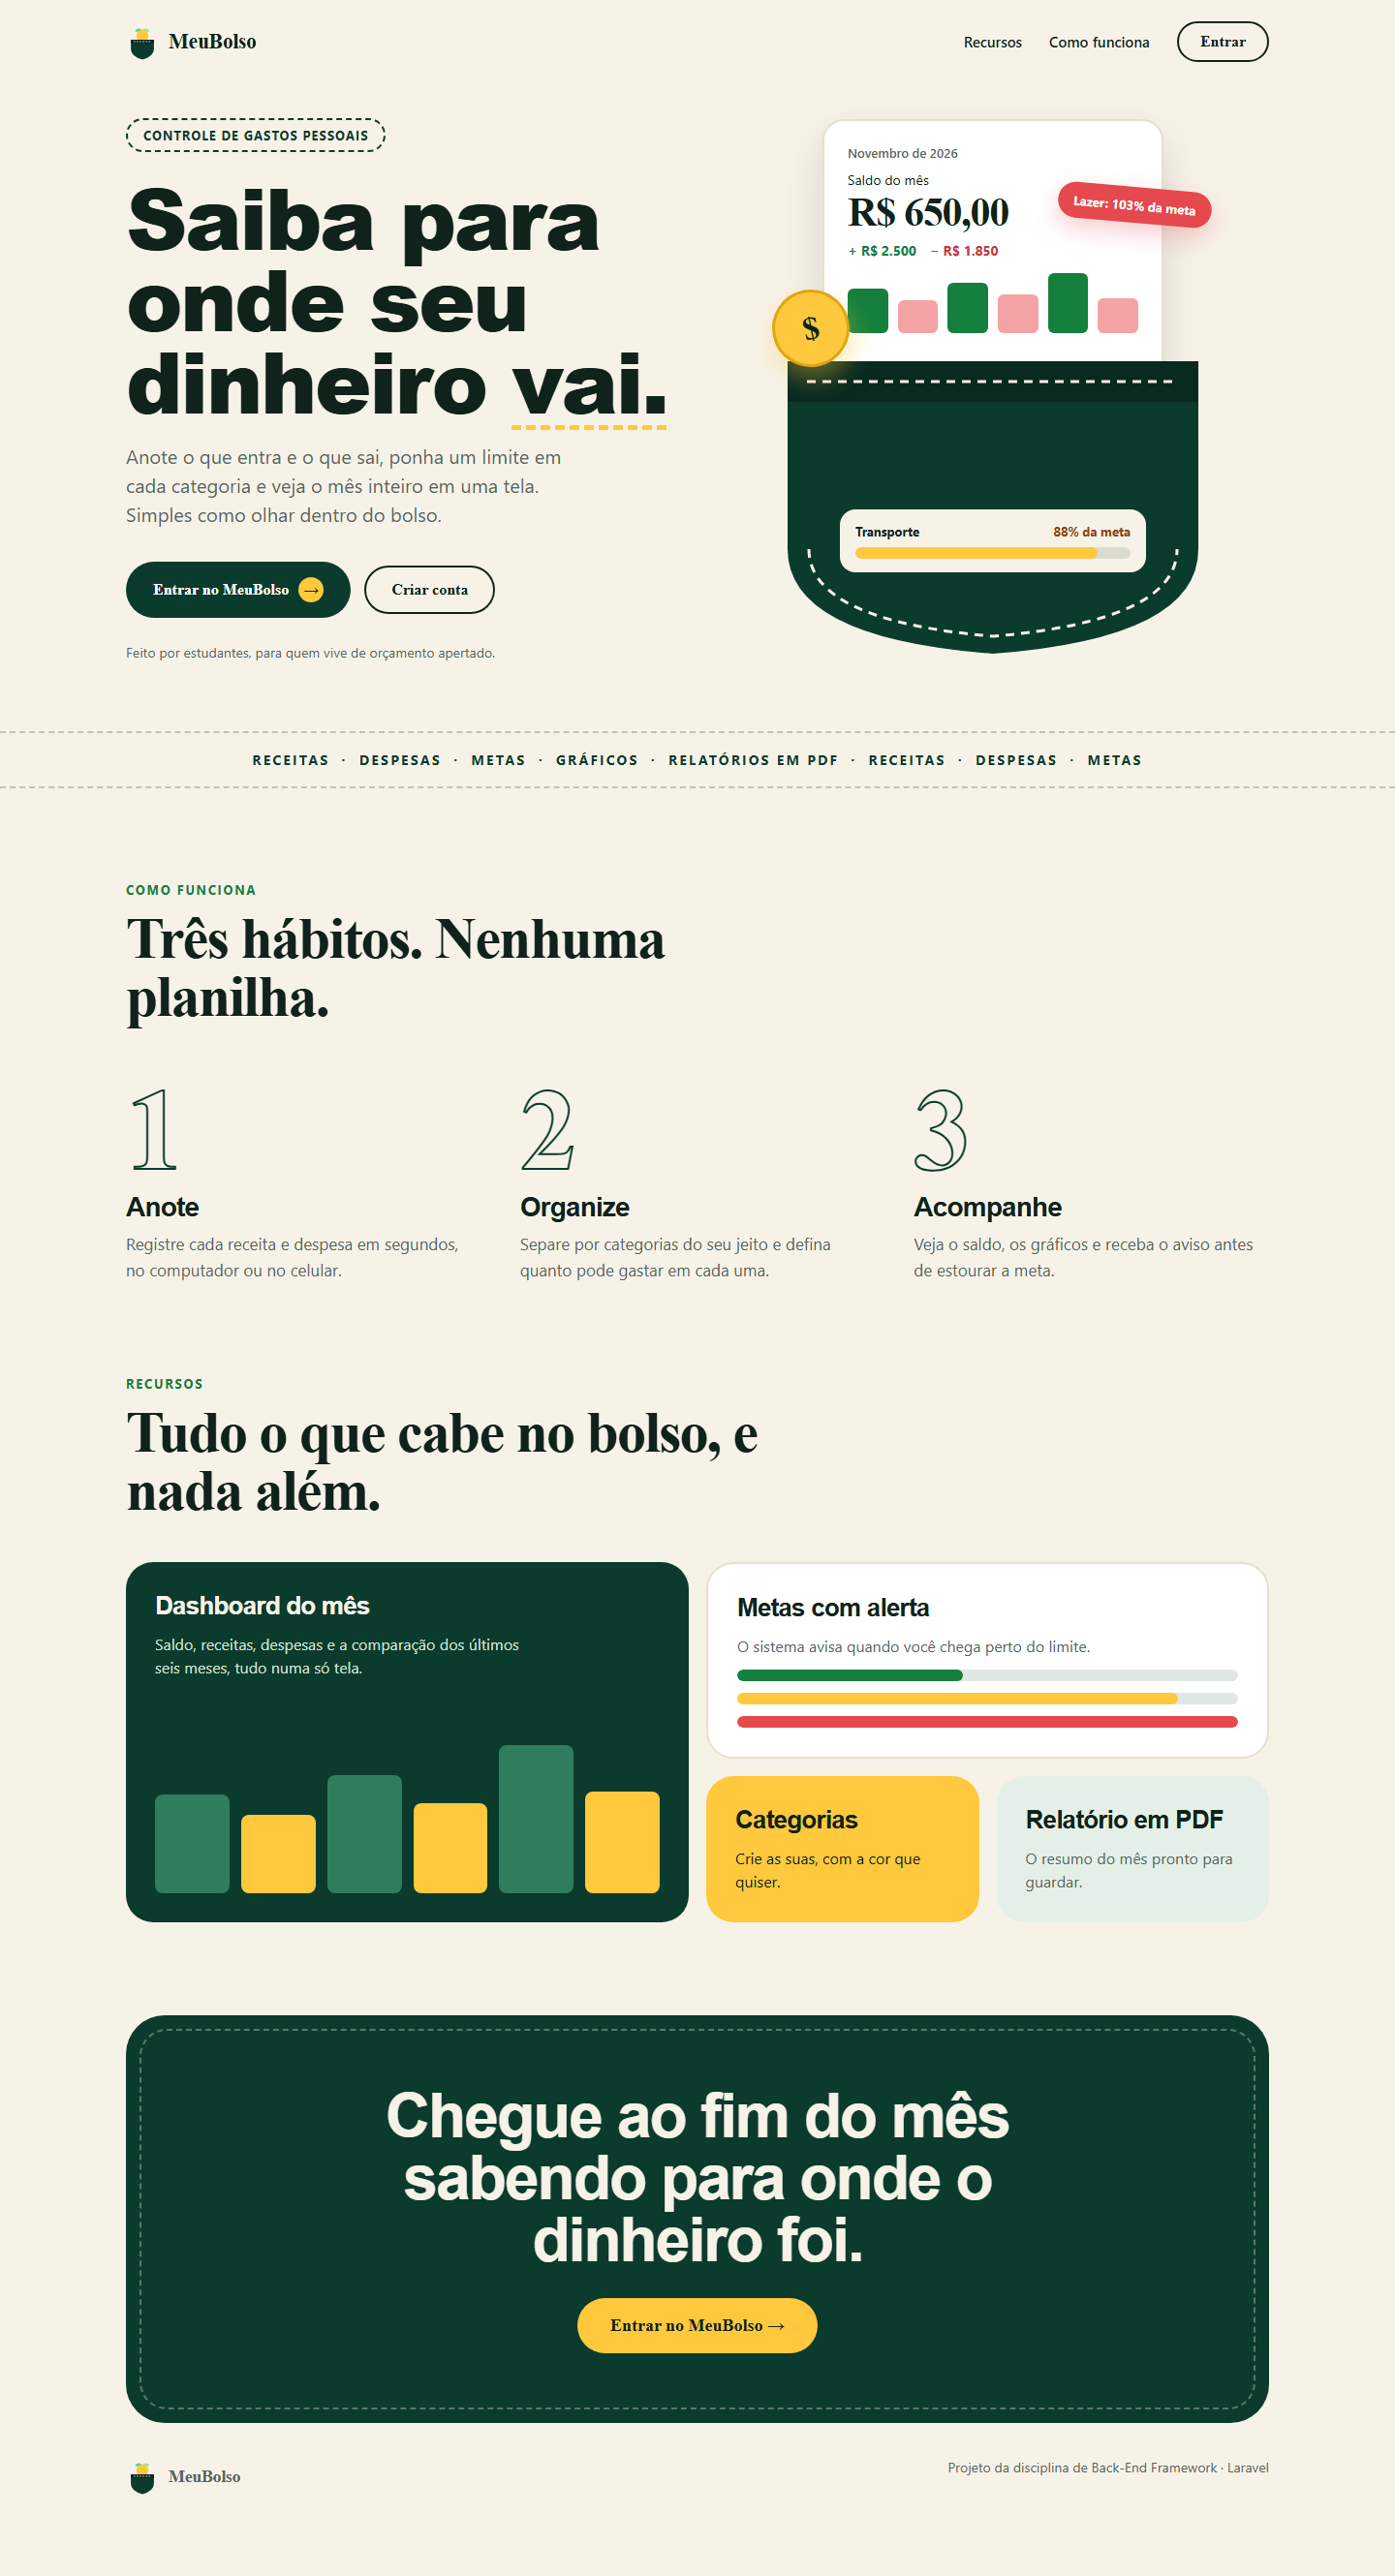 MeuBolso
Recursos
Como funciona
Entrar
CONTROLE DE GASTOS PESSOAIS
Saiba para
onde seu
dinheiro vai.
Anote o que entra e o que sai, ponha um limite em
cada categoria e veja o mês inteiro em uma tela.
Simples como olhar dentro do bolso.
Entrar no MeuBolso →
Criar conta
Feito por estudantes, para quem vive de orçamento apertado.
Novembro de 2026
Saldo do mês
R$ 650,00
+ R$ 2.500 − R$ 1.850
Lazer: 103% da meta
$
Transporte
88% da meta
RECEITAS · DESPESAS · METAS · GRÁFICOS · RELATÓRIOS EM PDF · RECEITAS · DESPESAS · METAS
COMO FUNCIONA
Três hábitos. Nenhuma
planilha.
1
Anote
Registre cada receita e despesa em segundos,
no computador ou no celular.
2
Organize
Separe por categorias do seu jeito e defina
quanto pode gastar em cada uma.
3
Acompanhe
Veja o saldo, os gráficos e receba o aviso antes
de estourar a meta.
RECURSOS
Tudo o que cabe no bolso, e
nada além.
Dashboard do mês
Saldo, receitas, despesas e a comparação dos últimos
seis meses, tudo numa só tela.
Metas com alerta
O sistema avisa quando você chega perto do limite.
Categorias
Crie as suas, com a cor que
quiser.
Relatório em PDF
O resumo do mês pronto para
guardar.
Chegue ao fim do mês
sabendo para onde o
dinheiro foi.
Entrar no MeuBolso →
MeuBolso
Projeto da disciplina de Back-End Framework · Laravel